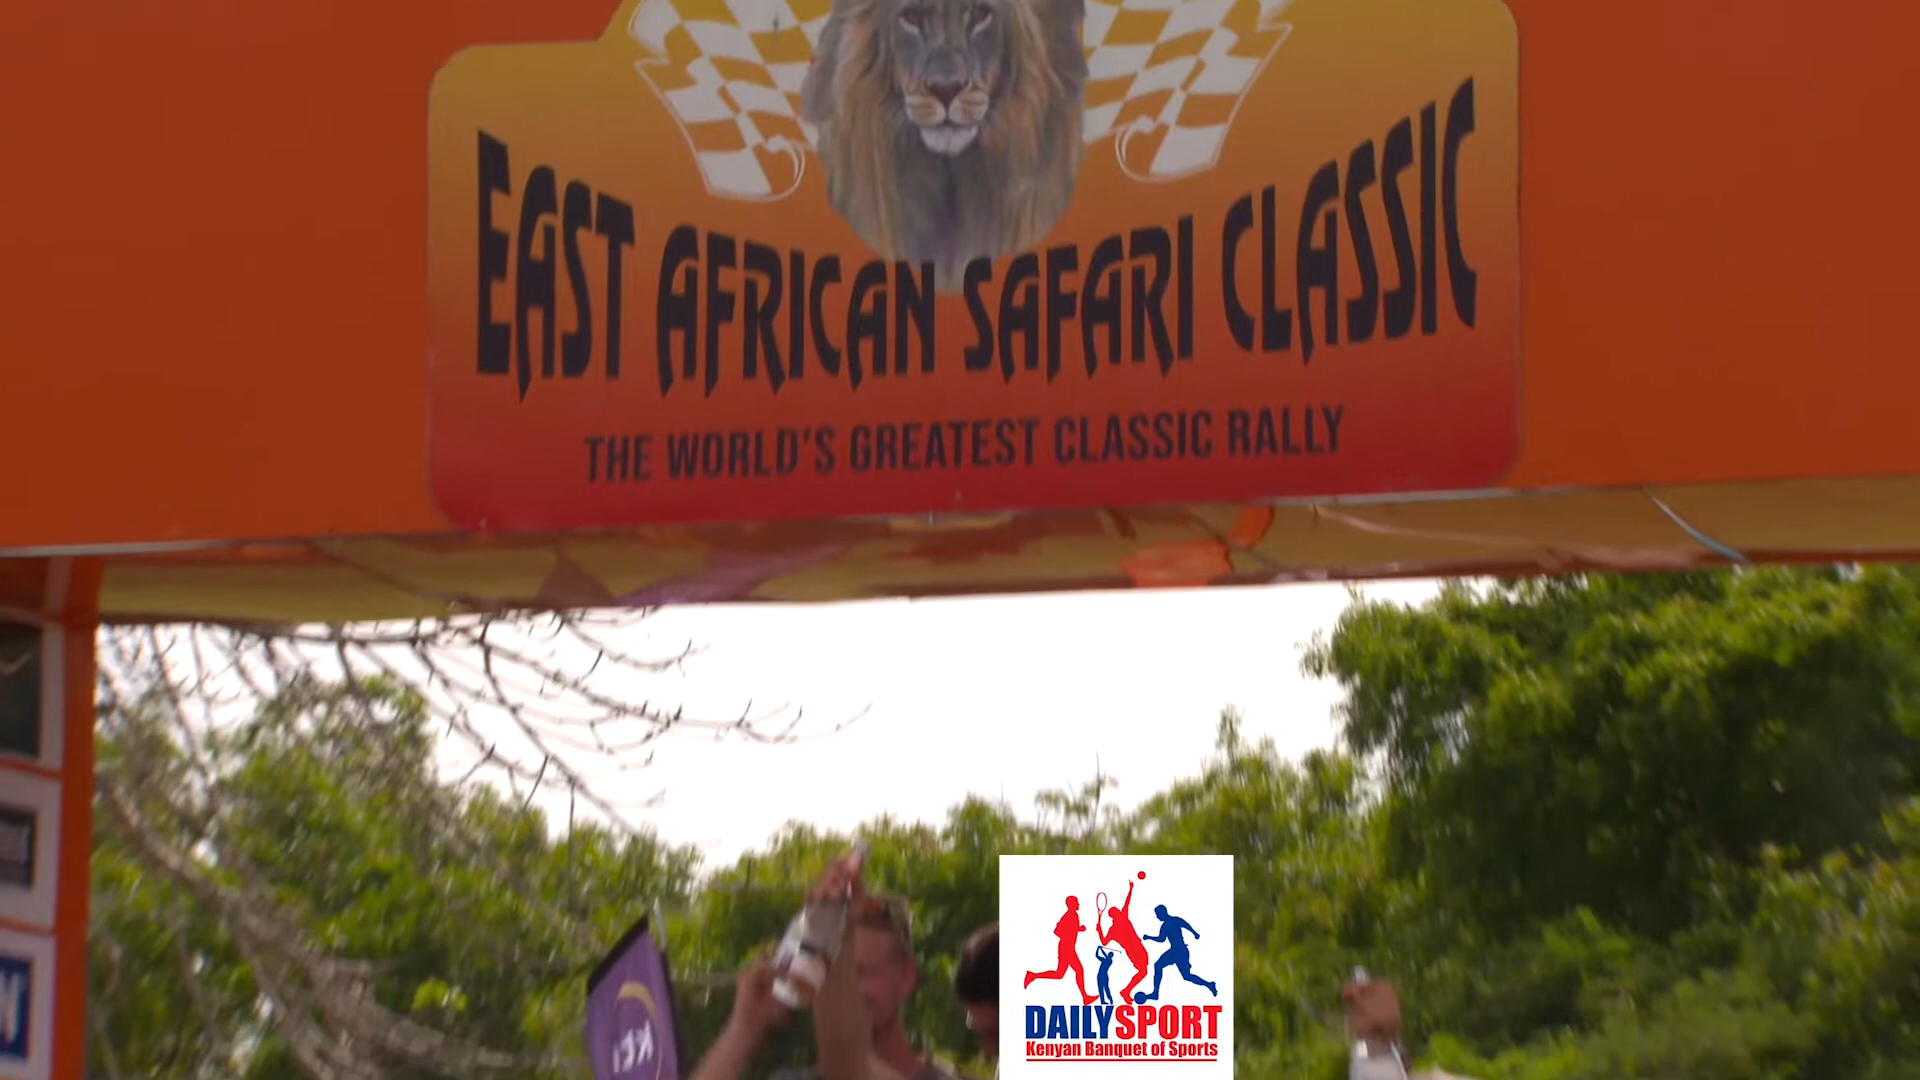 EAST AFRICAN SAFARI CLASSIC
THE WORLD'S GREATEST CLASSIC RALLY
DAILYSPORT
Kenyan Banquet of Sports